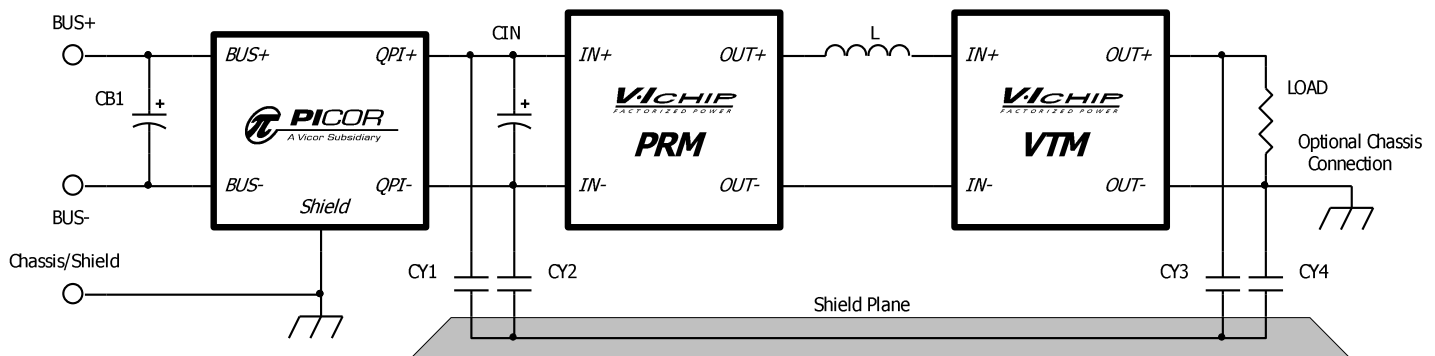 BUS+
CB1
+
BUS-
Chassis/Shield
BUS+
QPI+
PICOR
A Vicor Subsidiary
BUS-
QPI-
Shield
CIN
+
CY1
CY2
IN+
OUT+
V·I CHIP
FACTORIZED POWER
PRM
IN-
OUT-
L
IN+
OUT+
V·I CHIP
FACTORIZED POWER
VTM
IN-
OUT-
LOAD
Optional Chassis
Connection
CY3
CY4
Shield Plane